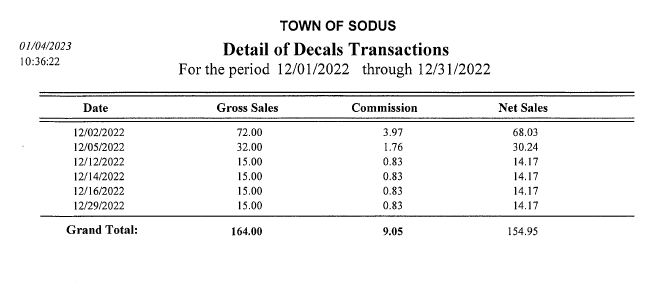 TOWN OF SODUS
01/04/2023
Detail of Decals Transactions
10:36:22
For the period 12/01/2022 through 12/31/2022
Date Gross Sales Commission Net Sales
12/02/2022 72.00 3.97 68.03
12/05/2022 32.00 1.76 30.24
12/12/2022 15.00 0.83 14.17
12/14/2022 15.00 0.83 14.17
12/16/2022 15.00 0.83 14.17
12/29/2022 15.00 0.83 14.17
Grand Total: 164.00 9.05 154.95